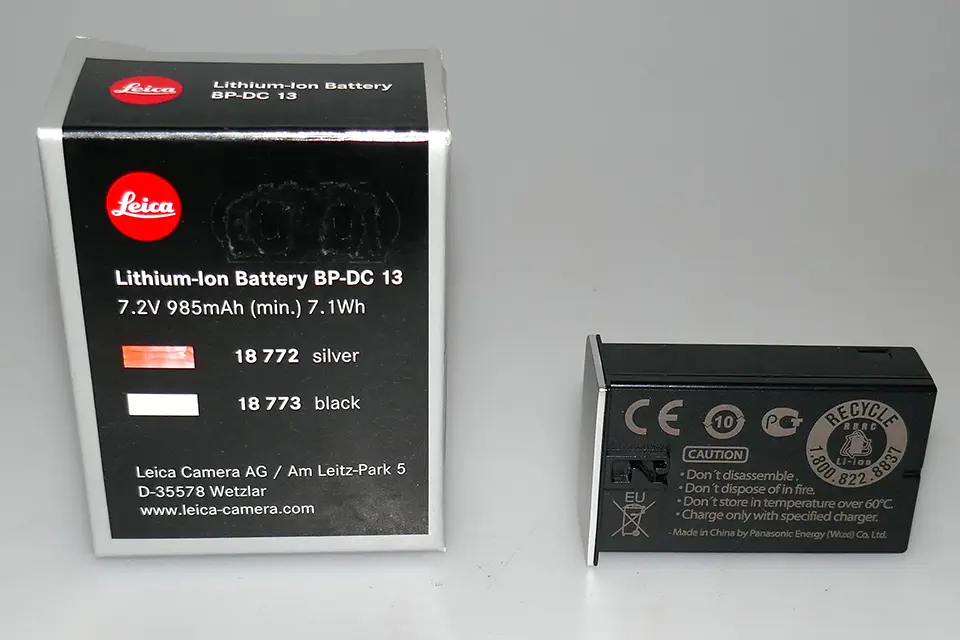 Leica
Lithium-Ion Battery
BP-DC 13
Leica
Lithium-Ion Battery BP-DC 13
7.2V 985mAh (min.) 7.1Wh
18 772 silver
18 773 black
Leica Camera AG / Am Leitz-Park 5
D-35578 Wetzlar
www.leica-camera.com
CE 10 PC
RECYCLE
RBRC
Li-ion
1.800.822.8837
CAUTION
• Don´t disassemble.
• Don´t dispose of in fire.
• Don´t store in temperature over 60°C.
• Charge only with specified charger.
EU
- Made in China by Panasonic Energy (Wuxi) Co, Ltd.